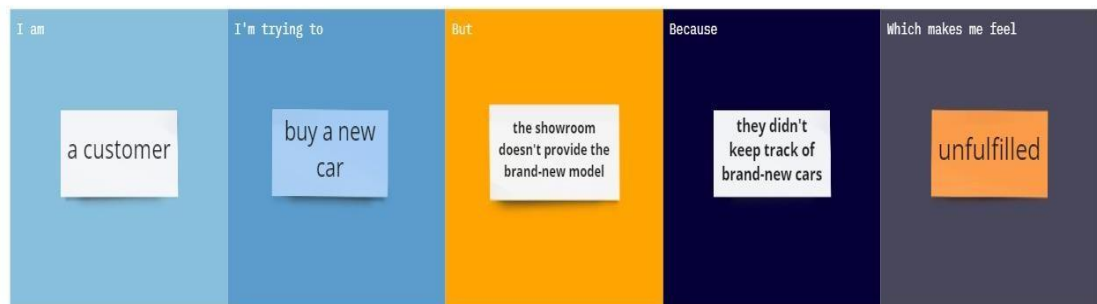 I am
a customer
I'm trying to
buy a new
car
But
the showroom
doesn't provide the
brand-new model
Because
they didn't
keep track of
brand-new cars
Which makes me feel
unfulfilled